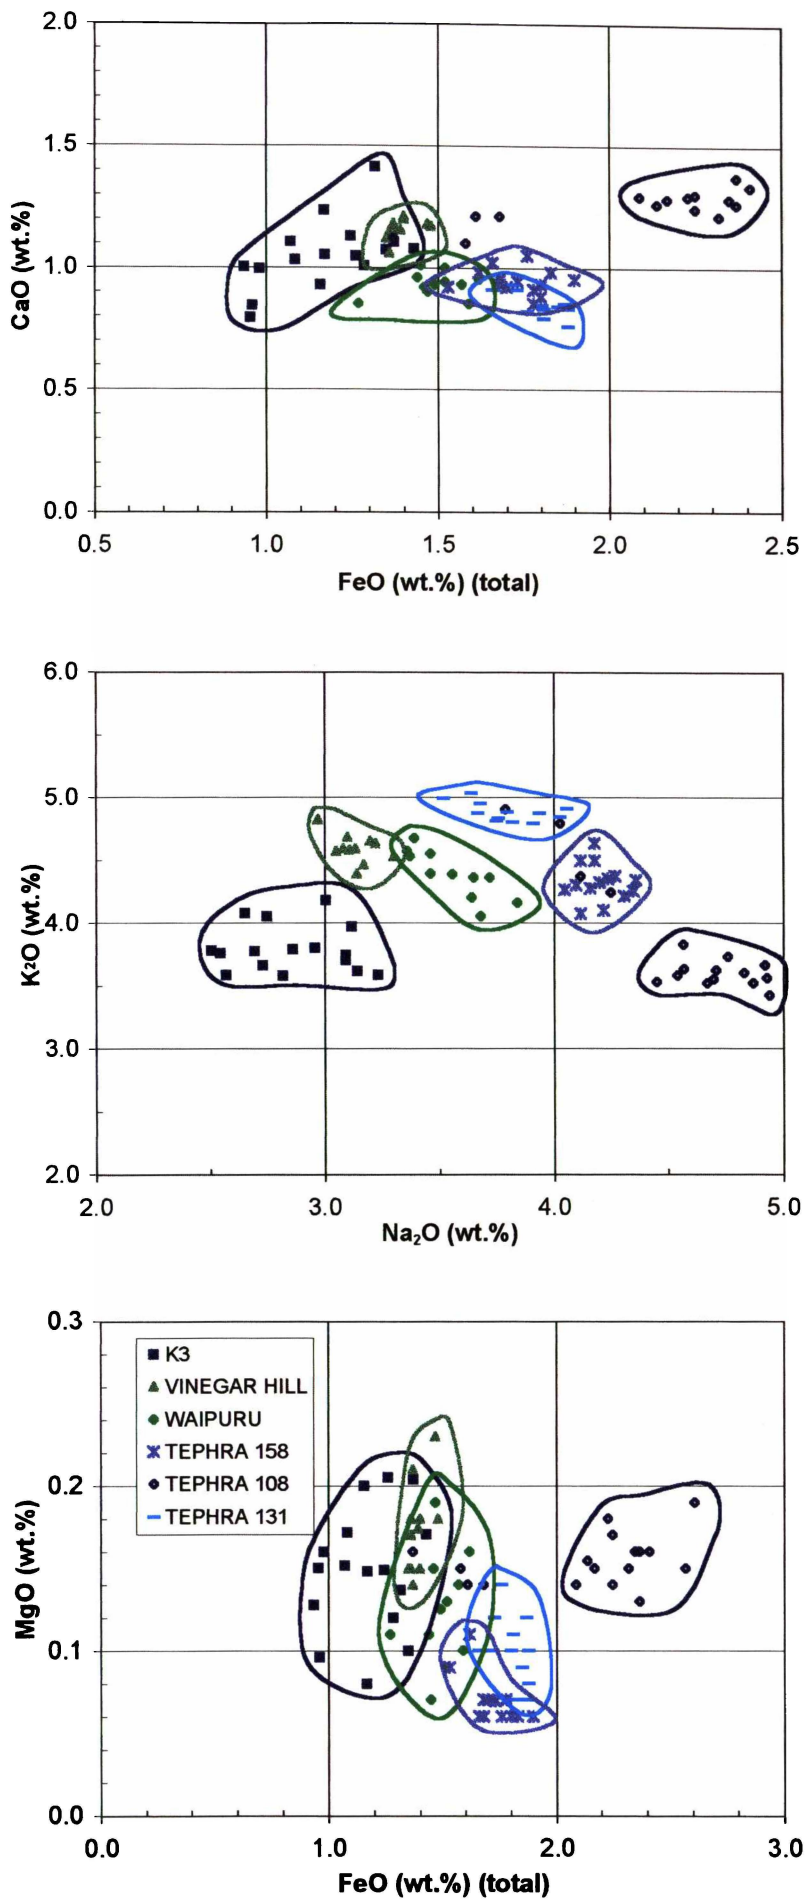 2.0
1.5
1.0
0.5
0.0
CaO (wt.%)
0.5 1.0 1.5 2.0 2.5
FeO (wt.%) (total)
6.0
5.0
4.0
3.0
2.0
K2O (wt.%)
2.0 3.0 4.0 5.0
Na₂O (wt.%)
0.3
0.2
0.1
0.0
MgO (wt.%)
K3
VINEGAR HILL
WAIPURU
TEPHRA 158
TEPHRA 108
TEPHRA 131
0.0 1.0 2.0 3.0
FeO (wt.%) (total)